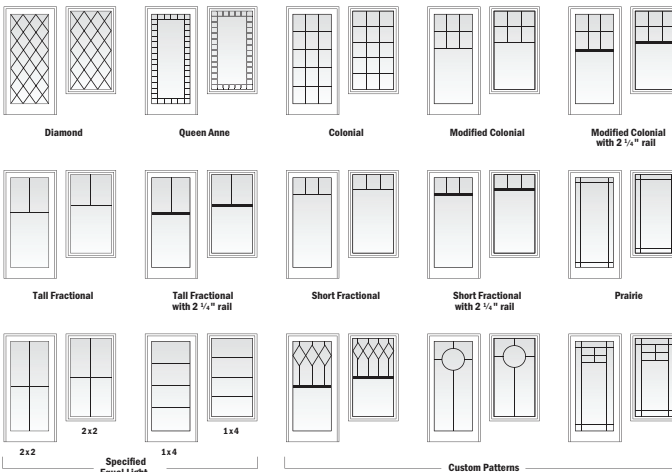 Diamond
Queen Anne
Colonial
Modified Colonial
Modified Colonial
with 2 1/4" rail
Tall Fractional
Tall Fractional
with 2 1/4" rail
Short Fractional
Short Fractional
with 2 1/4" rail
Prairie
2x2
1x4
2x2
1x4
Specified
Equal Light
Custom Patterns